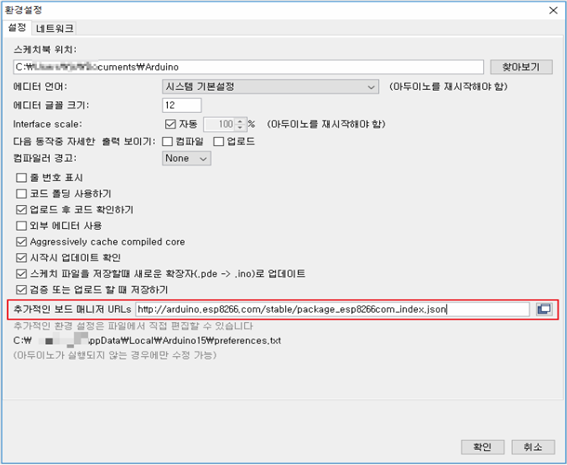 환경설정
설정 네트워크
스케치북 위치:
C:\ cuments\Arduino 찾아보기
에디터 언어: 시스템 기본설정 (아두이노를 재시작해야 함)
에디터 글꼴 크기: 12
Interface scale: 자동 100 % (아두이노를 재시작해야 함)
다음 동작중 자세한 출력 보이기: 컴파일 업로드
컴파일러 경고: None
줄 번호 표시
코드 폴딩 사용하기
업로드 후 코드 확인하기
외부 에디터 사용
Aggressively cache compiled core
시작시 업데이트 확인
스케치 파일을 저장할때 새로운 확장자(.pde -> .ino)로 업데이트
검증 또는 업로드 할 때 저장하기
추가적인 보드 매니저 URLs http://arduino.esp8266.com/stable/package_esp8266com_index.json
추가적인 환경 설정은 파일에서 직접 편집할 수 있습니다
C:₩ ppData₩Local₩Arduino15₩preferences.txt
(아두이노가 실행되지 않는 경우에만 수정 가능)
확인 취소